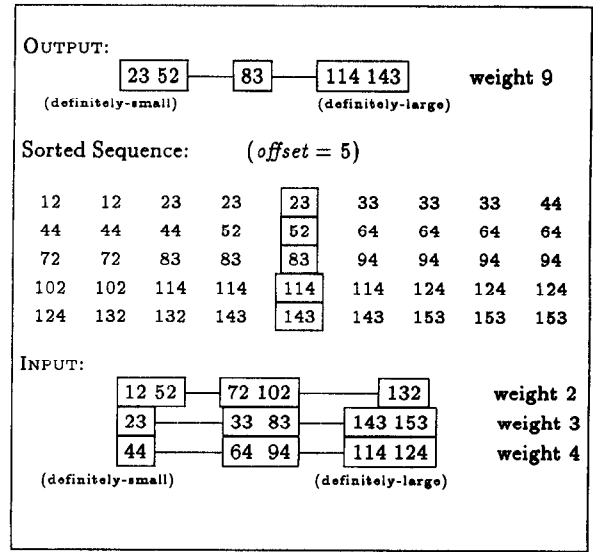 OUTPUT:
23 52 83 114 143 weight 9
(definitely-small) (definitely-large)
Sorted Sequence: (offset = 5)
12 12 23 23 23 33 33 33 44
44 44 44 52 52 64 64 64 64
72 72 83 83 83 94 94 94 94
102 102 114 114 114 114 124 124 124
124 132 132 143 143 143 153 153 153
INPUT:
12 52 72 102 132 weight 2
23 33 83 143 153 weight 3
44 64 94 114 124 weight 4
(definitely-small) (definitely-large)